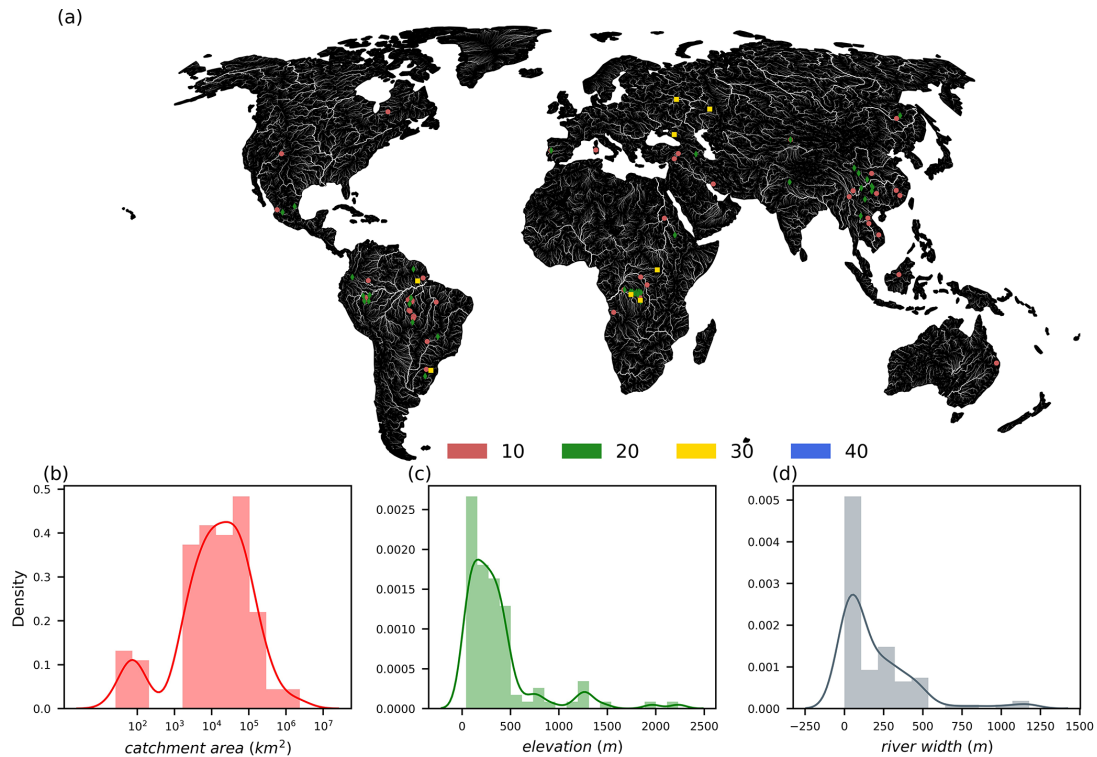 (a)
10 20 30 40
(b) (c) (d)
0.5
0.4
0.3
0.2
0.1
0.0
Density
10² 10³ 10⁴ 10⁵ 10⁶ 10⁷
catchment area (km²)
0.0025
0.0020
0.0015
0.0010
0.0005
0.0000
0 500 1000 1500 2000 2500
elevation (m)
0.005
0.004
0.003
0.002
0.001
0.000
−250 0 250 500 750 1000 1250 1500
river width (m)